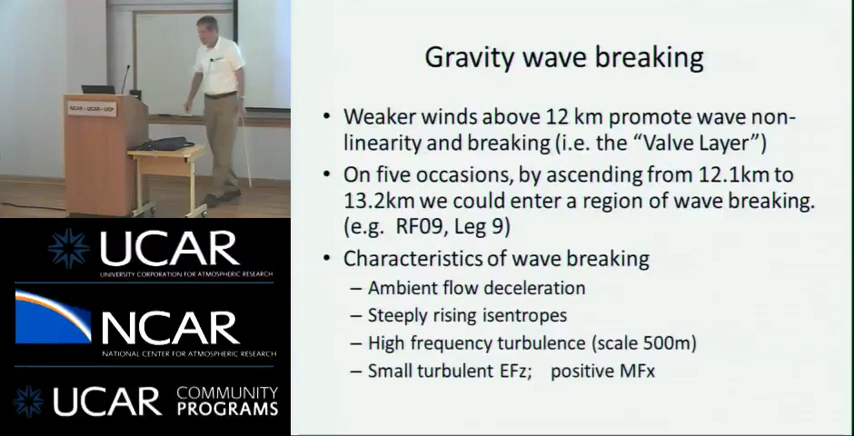 NCAR - UCAR - UCP
UCAR
UNIVERSITY CORPORATION FOR ATMOSPHERIC RESEARCH
NCAR
NATIONAL CENTER FOR ATMOSPHERIC RESEARCH
UCAR COMMUNITY
PROGRAMS
Gravity wave breaking
• Weaker winds above 12 km promote wave non-
linearity and breaking (i.e. the “Valve Layer”)
• On five occasions, by ascending from 12.1km to
13.2km we could enter a region of wave breaking.
(e.g. RF09, Leg 9)
• Characteristics of wave breaking
– Ambient flow deceleration
– Steeply rising isentropes
– High frequency turbulence (scale 500m)
– Small turbulent EFz; positive MFx